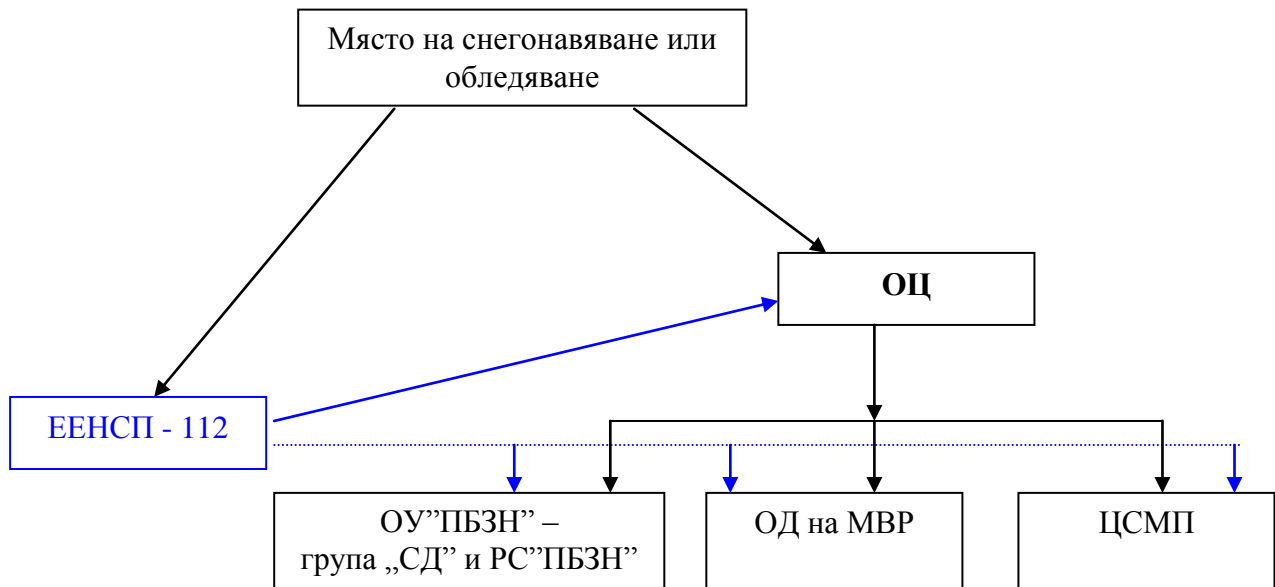 Място на снегонавяване или
обледяване
ОЦ
ЕЕНСП - 112
ОУ”ПБЗН” –
група „СД” и РС”ПБЗН”
ОД на МВР
ЦСМП